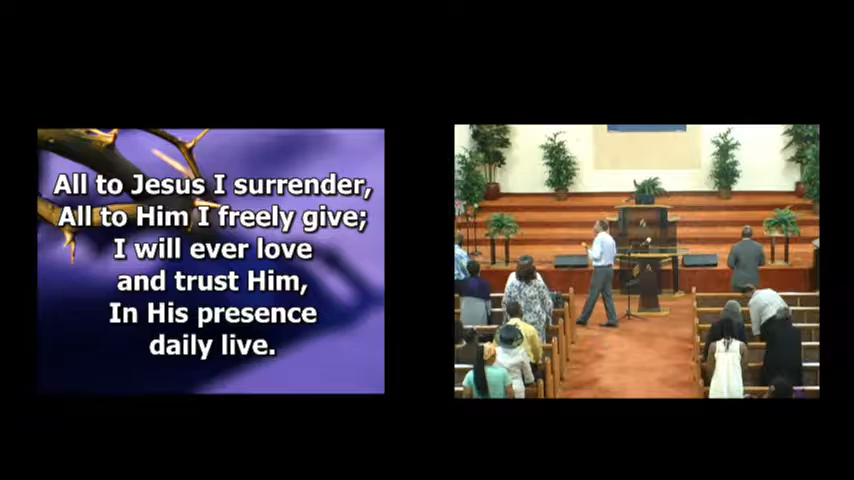 All to Jesus I surrender,
All to Him I freely give;
I will ever love
and trust Him,
In His presence
daily live.